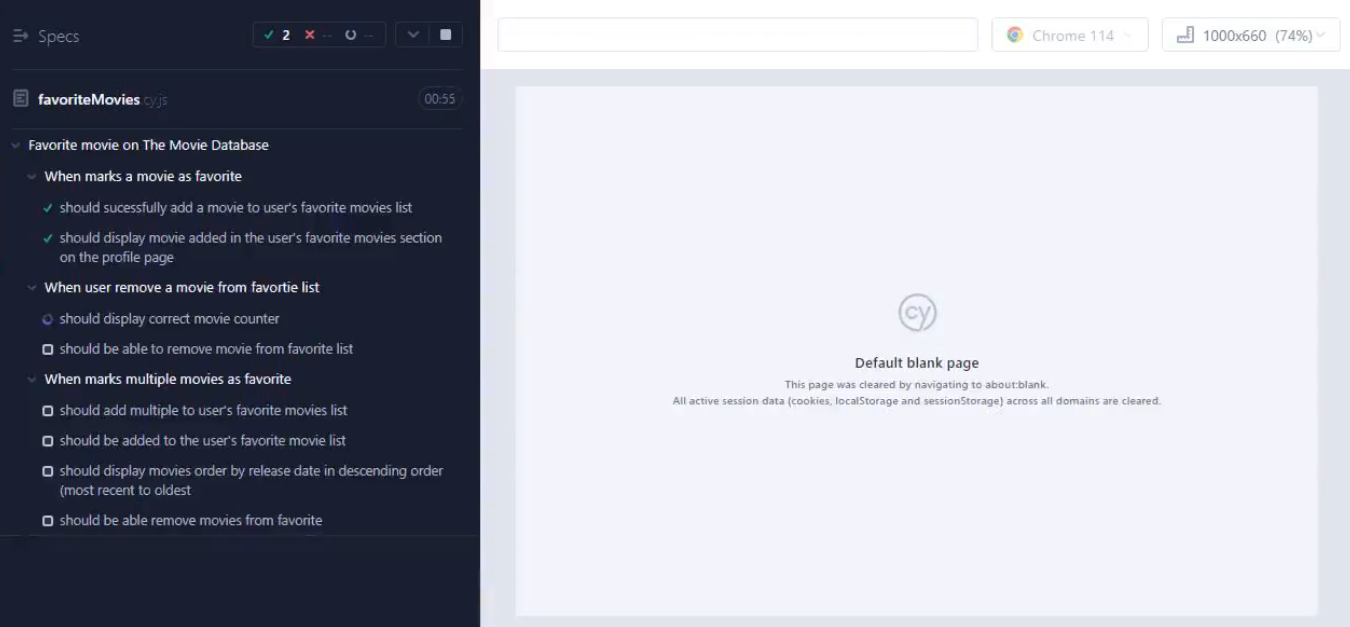 Specs
2
--
--
favoriteMovies.cy.js
00:55
Favorite movie on The Movie Database
When marks a movie as favorite
should sucessfully add a movie to user's favorite movies list
should display movie added in the user's favorite movies section
on the profile page
When user remove a movie from favortie list
should display correct movie counter
should be able to remove movie from favorite list
When marks multiple movies as favorite
should add multiple to user's favorite movies list
should be added to the user's favorite movie list
should display movies order by release date in descending order
(most recent to oldest
should be able remove movies from favorite
Chrome 114
1000x660 (74%)
cy
Default blank page
This page was cleared by navigating to about:blank.
All active session data (cookies, localStorage and sessionStorage) across all domains are cleared.